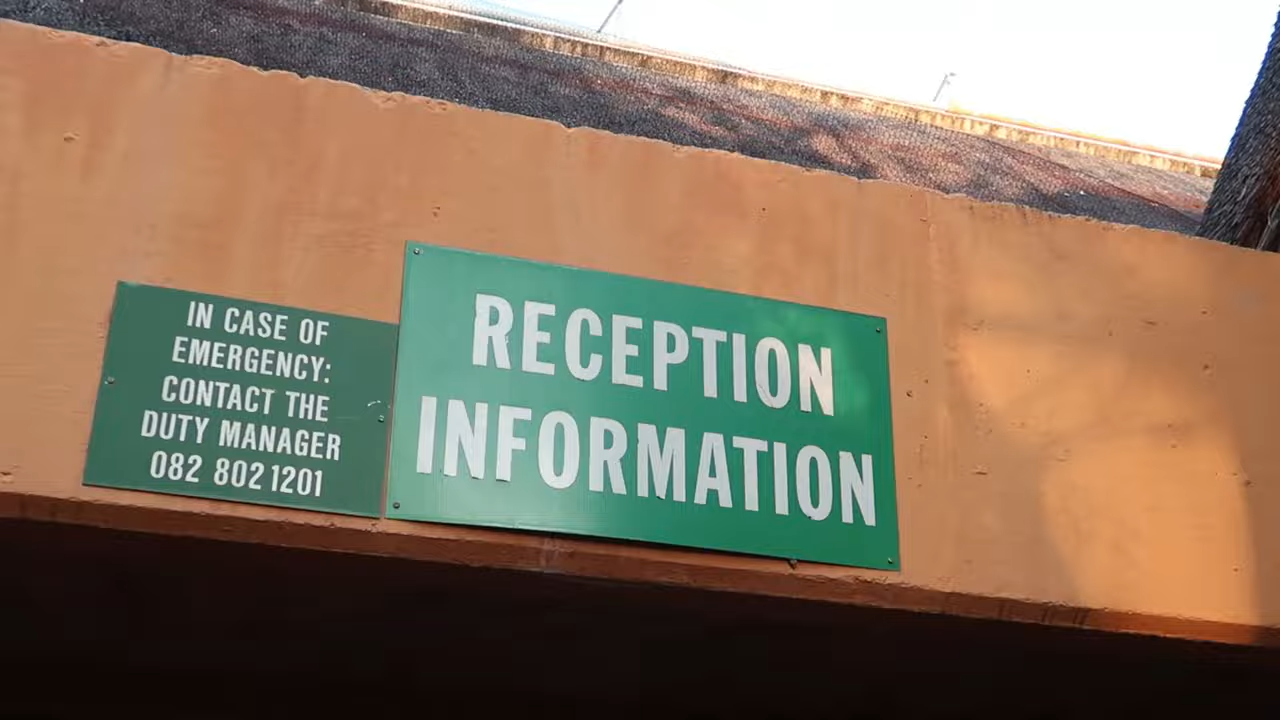 IN CASE OF
EMERGENCY:
CONTACT THE
DUTY MANAGER
082 802 1201
RECEPTION
INFORMATION